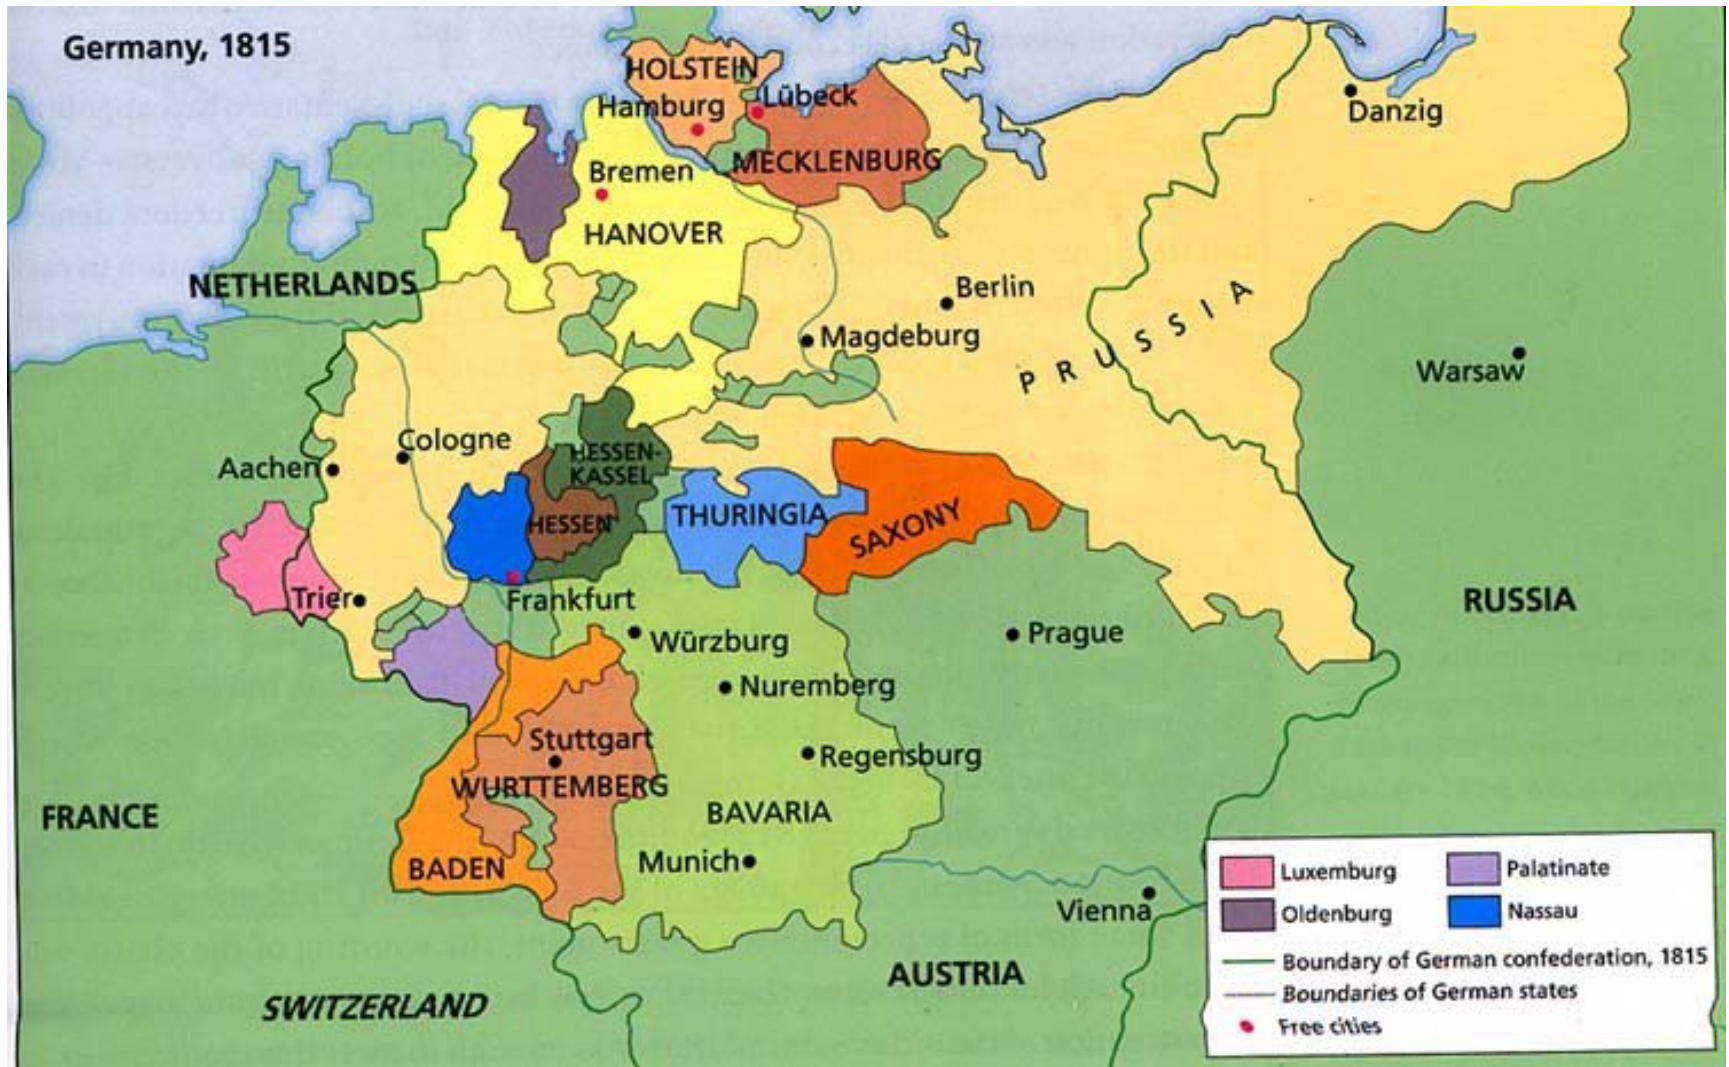 Germany, 1815
HOLSTEIN
Hamburg
Lübeck
Danzig
MECKLENBURG
Bremen
HANOVER
NETHERLANDS
Berlin
Magdeburg
PRUSSIA
Warsaw
Cologne
Aachen
HESSEN-
KASSEL
HESSEN
THURINGIA
SAXONY
Trier
Frankfurt
RUSSIA
Würzburg
Prague
Nuremberg
Stuttgart
Regensburg
WURTTEMBERG
FRANCE
BAVARIA
BADEN
Munich
Vienna
AUSTRIA
SWITZERLAND
Luxemburg
Palatinate
Oldenburg
Nassau
Boundary of German confederation, 1815
Boundaries of German states
Free cities